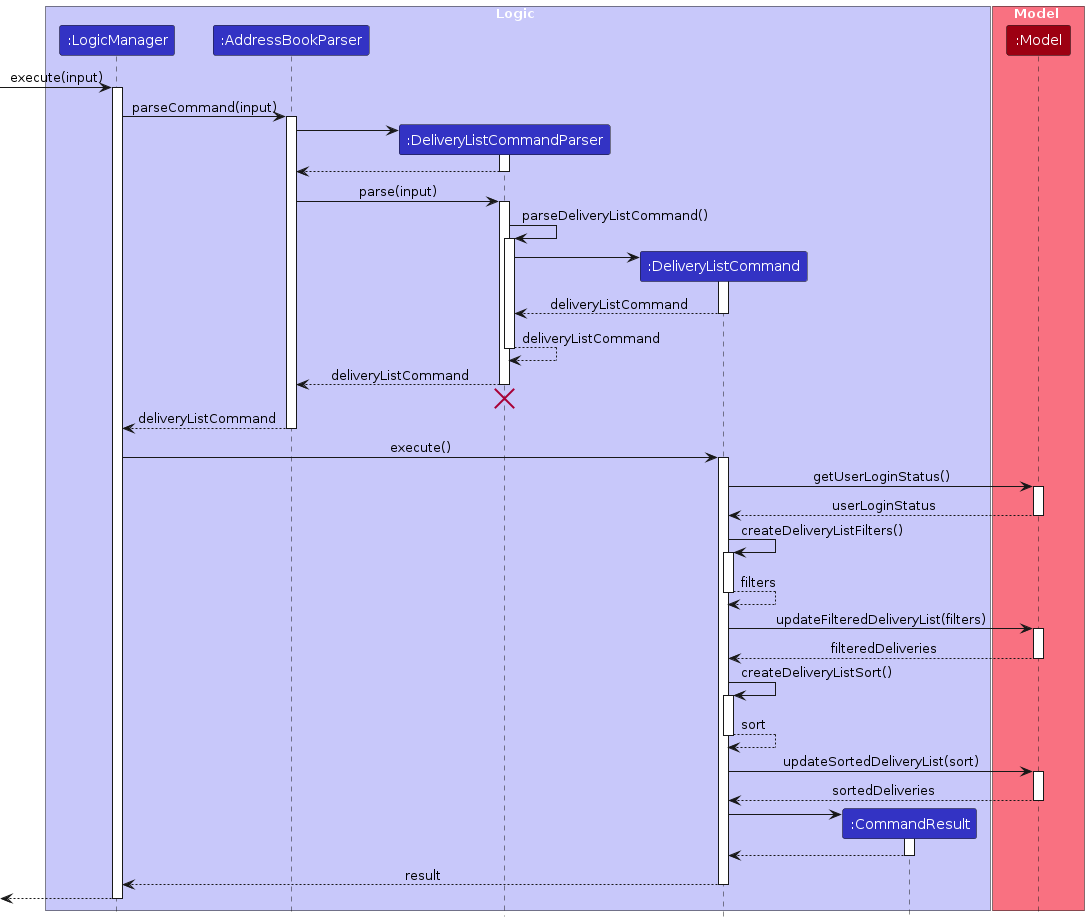 Logic
Model
:LogicManager
:AddressBookParser
:Model
execute(input)
parseCommand(input)
:DeliveryListCommandParser
parse(input)
parseDeliveryListCommand()
:DeliveryListCommand
deliveryListCommand
deliveryListCommand
deliveryListCommand
deliveryListCommand
execute()
getUserLoginStatus()
userLoginStatus
createDeliveryListFilters()
filters
updateFilteredDeliveryList(filters)
filteredDeliveries
createDeliveryListSort()
sort
updateSortedDeliveryList(sort)
sortedDeliveries
:CommandResult
result